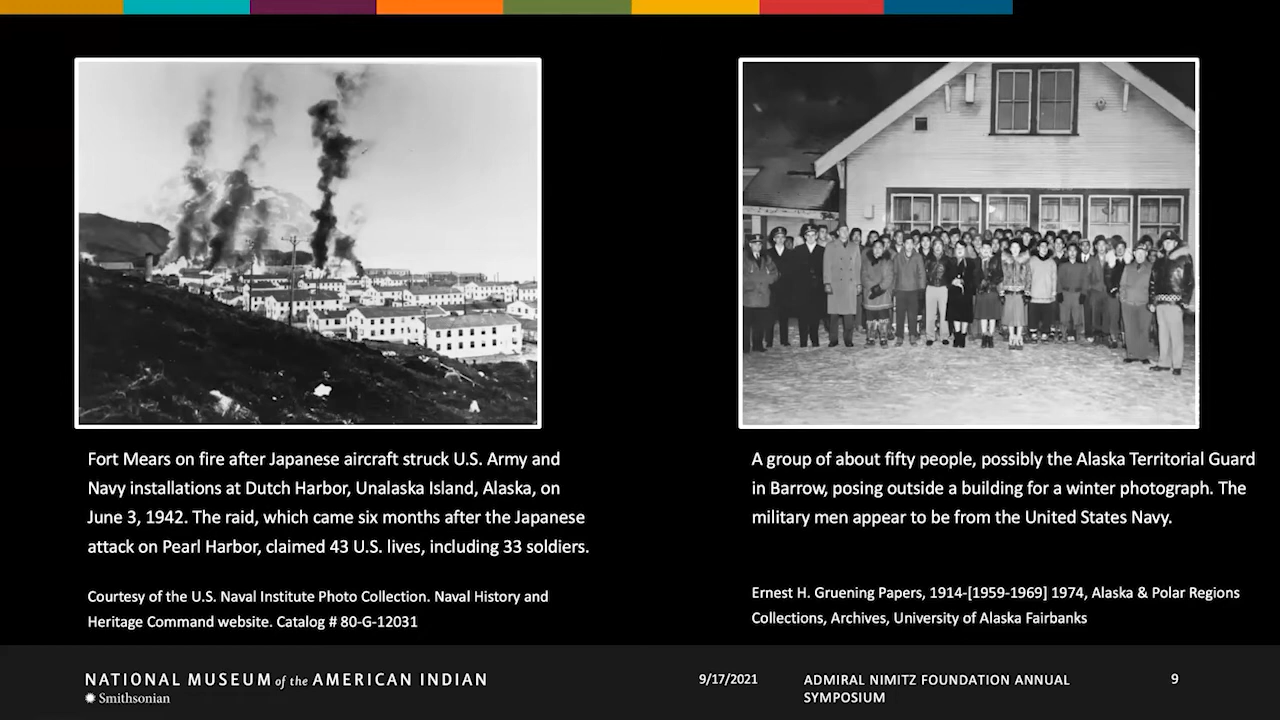 Fort Mears on fire after Japanese aircraft struck U.S. Army and
Navy installations at Dutch Harbor, Unalaska Island, Alaska, on
June 3, 1942. The raid, which came six months after the Japanese
attack on Pearl Harbor, claimed 43 U.S. lives, including 33 soldiers.
Courtesy of the U.S. Naval Institute Photo Collection. Naval History and
Heritage Command website. Catalog # 80-G-12031
A group of about fifty people, possibly the Alaska Territorial Guard
in Barrow, posing outside a building for a winter photograph. The
military men appear to be from the United States Navy.
Ernest H. Gruening Papers, 1914-[1959-1969] 1974, Alaska & Polar Regions
Collections, Archives, University of Alaska Fairbanks
NATIONAL MUSEUM of the AMERICAN INDIAN
Smithsonian
9/17/2021
ADMIRAL NIMITZ FOUNDATION ANNUAL
SYMPOSIUM
9